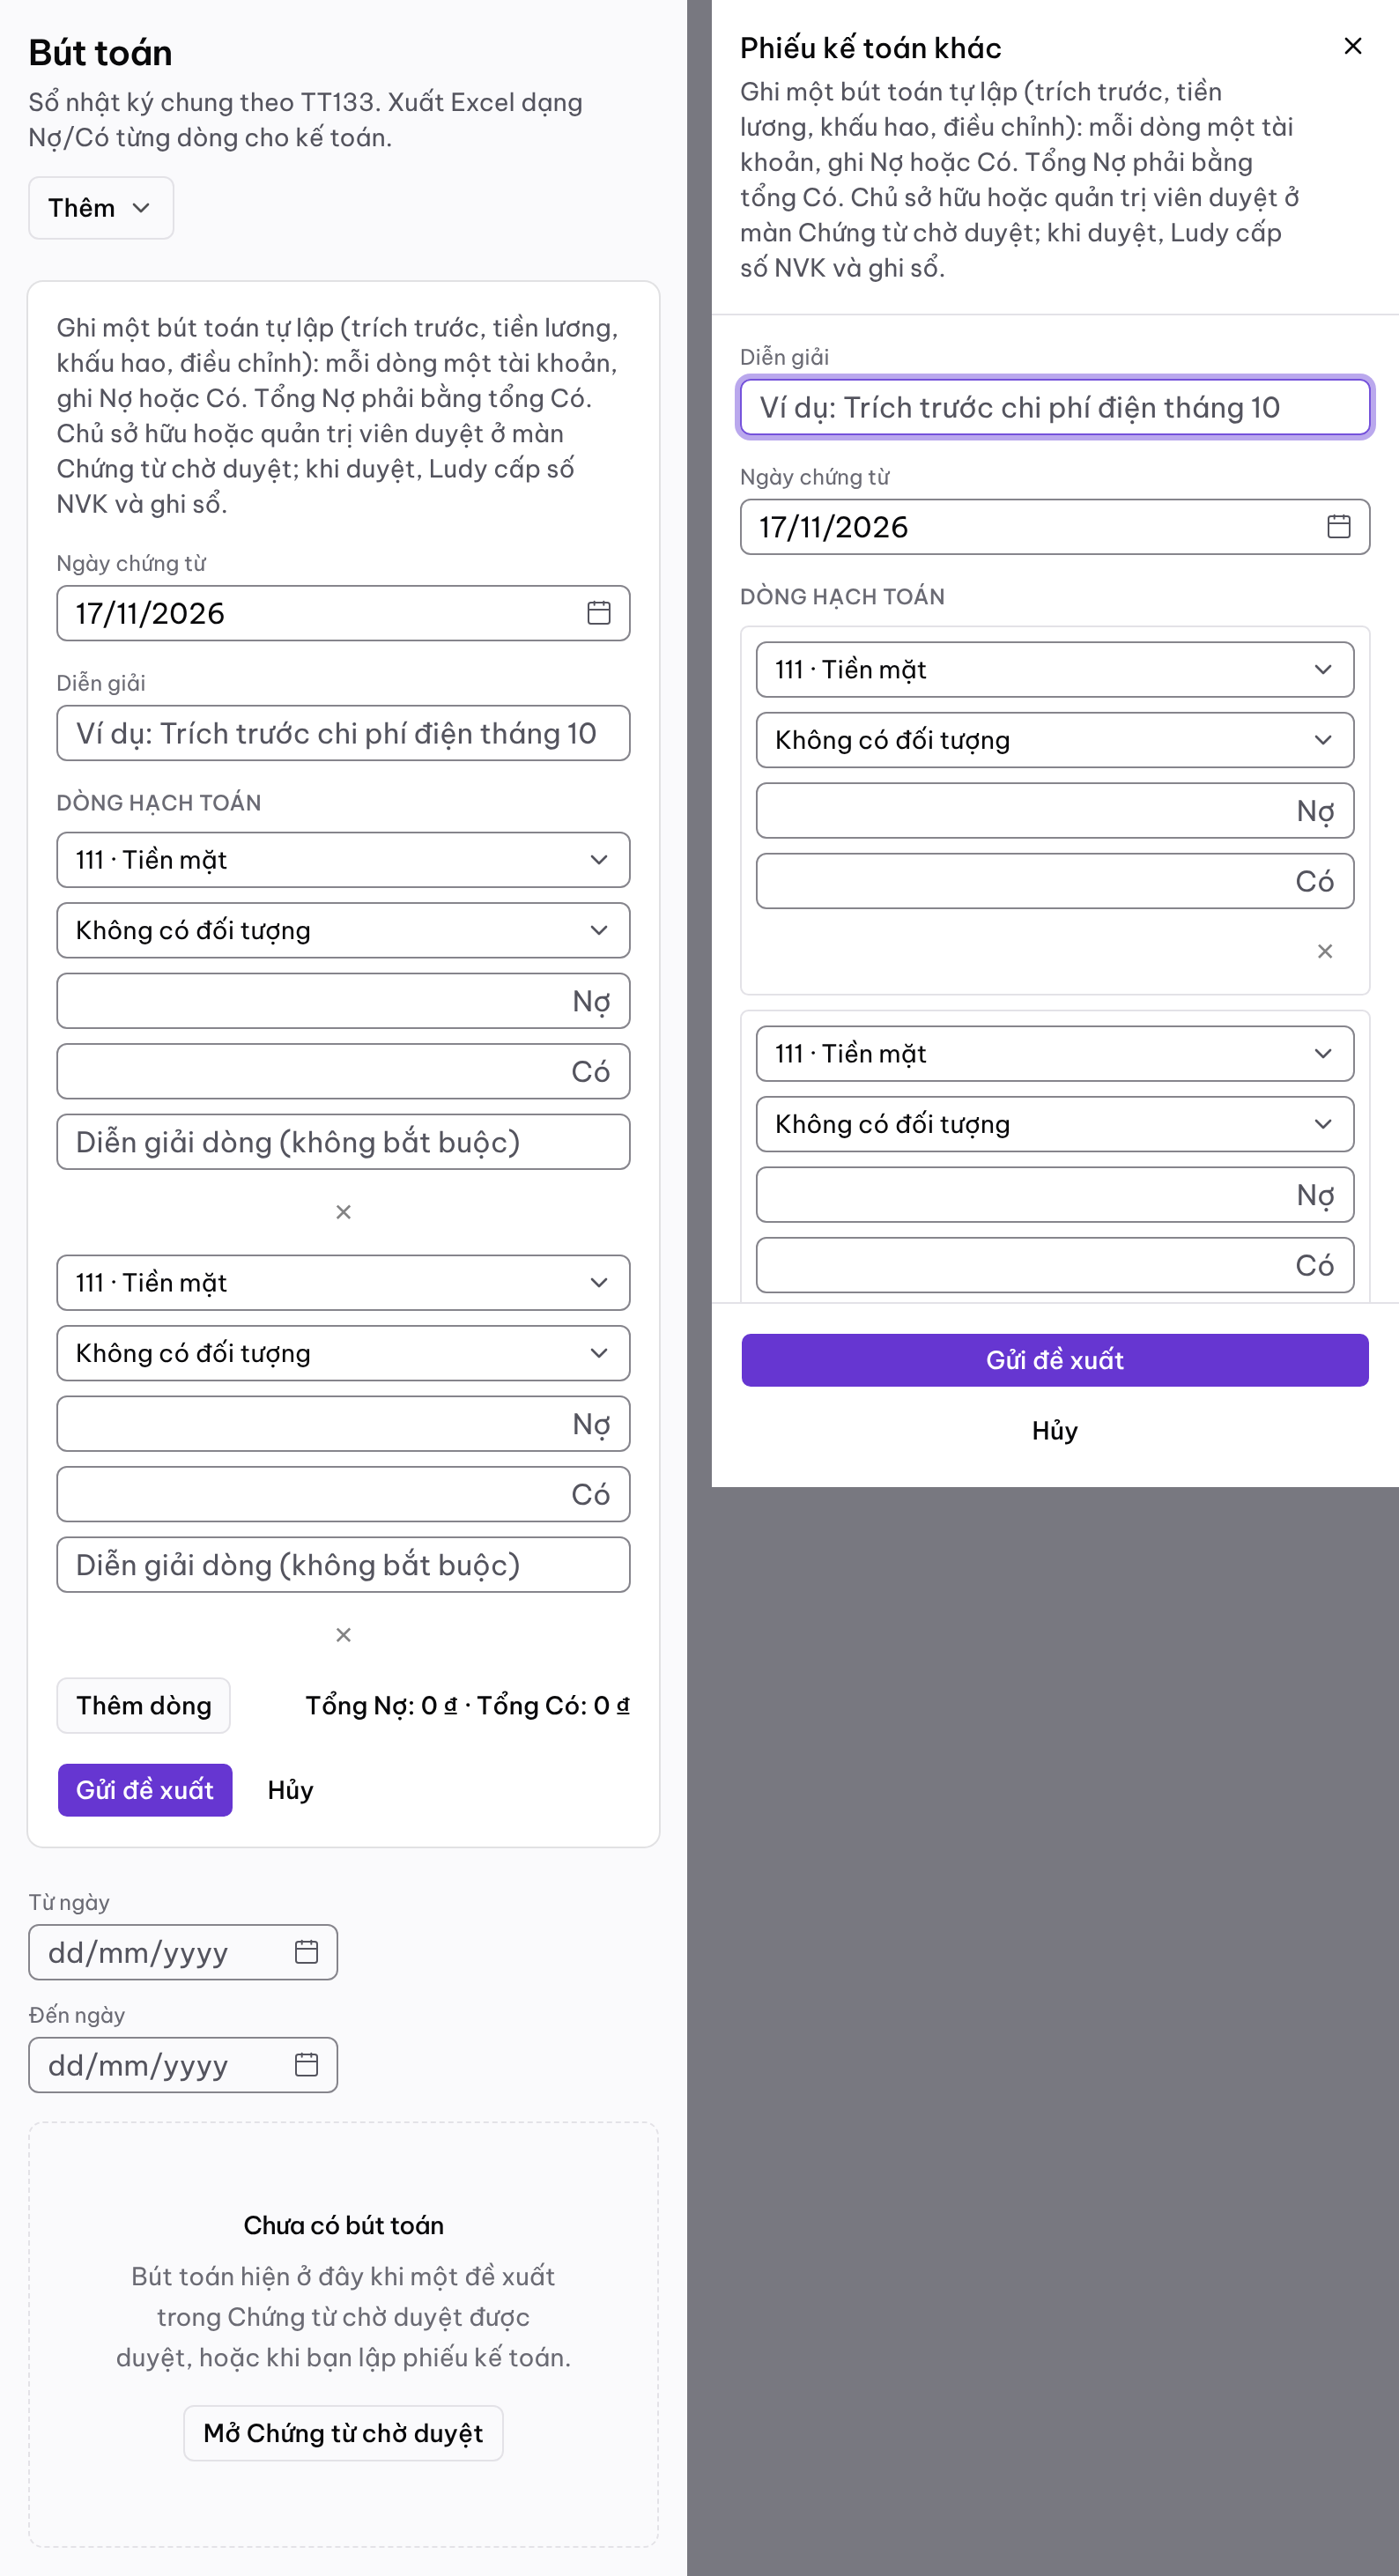 Bút toán
Sổ nhật ký chung theo TT133. Xuất Excel dạng
Nợ/Có từng dòng cho kế toán.
Thêm
Ghi một bút toán tự lập (trích trước, tiền lương,
khấu hao, điều chỉnh): mỗi dòng một tài khoản,
ghi Nợ hoặc Có. Tổng Nợ phải bằng tổng Có.
Chủ sở hữu hoặc quản trị viên duyệt ở màn
Chứng từ chờ duyệt; khi duyệt, Ludy cấp số
NVK và ghi sổ.
Ngày chứng từ
17/11/2026
Diễn giải
Ví dụ: Trích trước chi phí điện tháng 10
DÒNG HẠCH TOÁN
111 · Tiền mặt
Không có đối tượng
Nợ
Có
Diễn giải dòng (không bắt buộc)
111 · Tiền mặt
Không có đối tượng
Nợ
Có
Diễn giải dòng (không bắt buộc)
Thêm dòng
Tổng Nợ: 0 ₫ · Tổng Có: 0 ₫
Gửi đề xuất
Hủy
Từ ngày
dd/mm/yyyy
Đến ngày
dd/mm/yyyy
Chưa có bút toán
Bút toán hiện ở đây khi một đề xuất
trong Chứng từ chờ duyệt được
duyệt, hoặc khi bạn lập phiếu kế toán.
Mở Chứng từ chờ duyệt
Phiếu kế toán khác
Ghi một bút toán tự lập (trích trước, tiền
lương, khấu hao, điều chỉnh): mỗi dòng một tài
khoản, ghi Nợ hoặc Có. Tổng Nợ phải bằng
tổng Có. Chủ sở hữu hoặc quản trị viên duyệt ở
màn Chứng từ chờ duyệt; khi duyệt, Ludy cấp
số NVK và ghi sổ.
Diễn giải
Ví dụ: Trích trước chi phí điện tháng 10
Ngày chứng từ
17/11/2026
DÒNG HẠCH TOÁN
111 · Tiền mặt
Không có đối tượng
Nợ
Có
111 · Tiền mặt
Không có đối tượng
Nợ
Có
Gửi đề xuất
Hủy